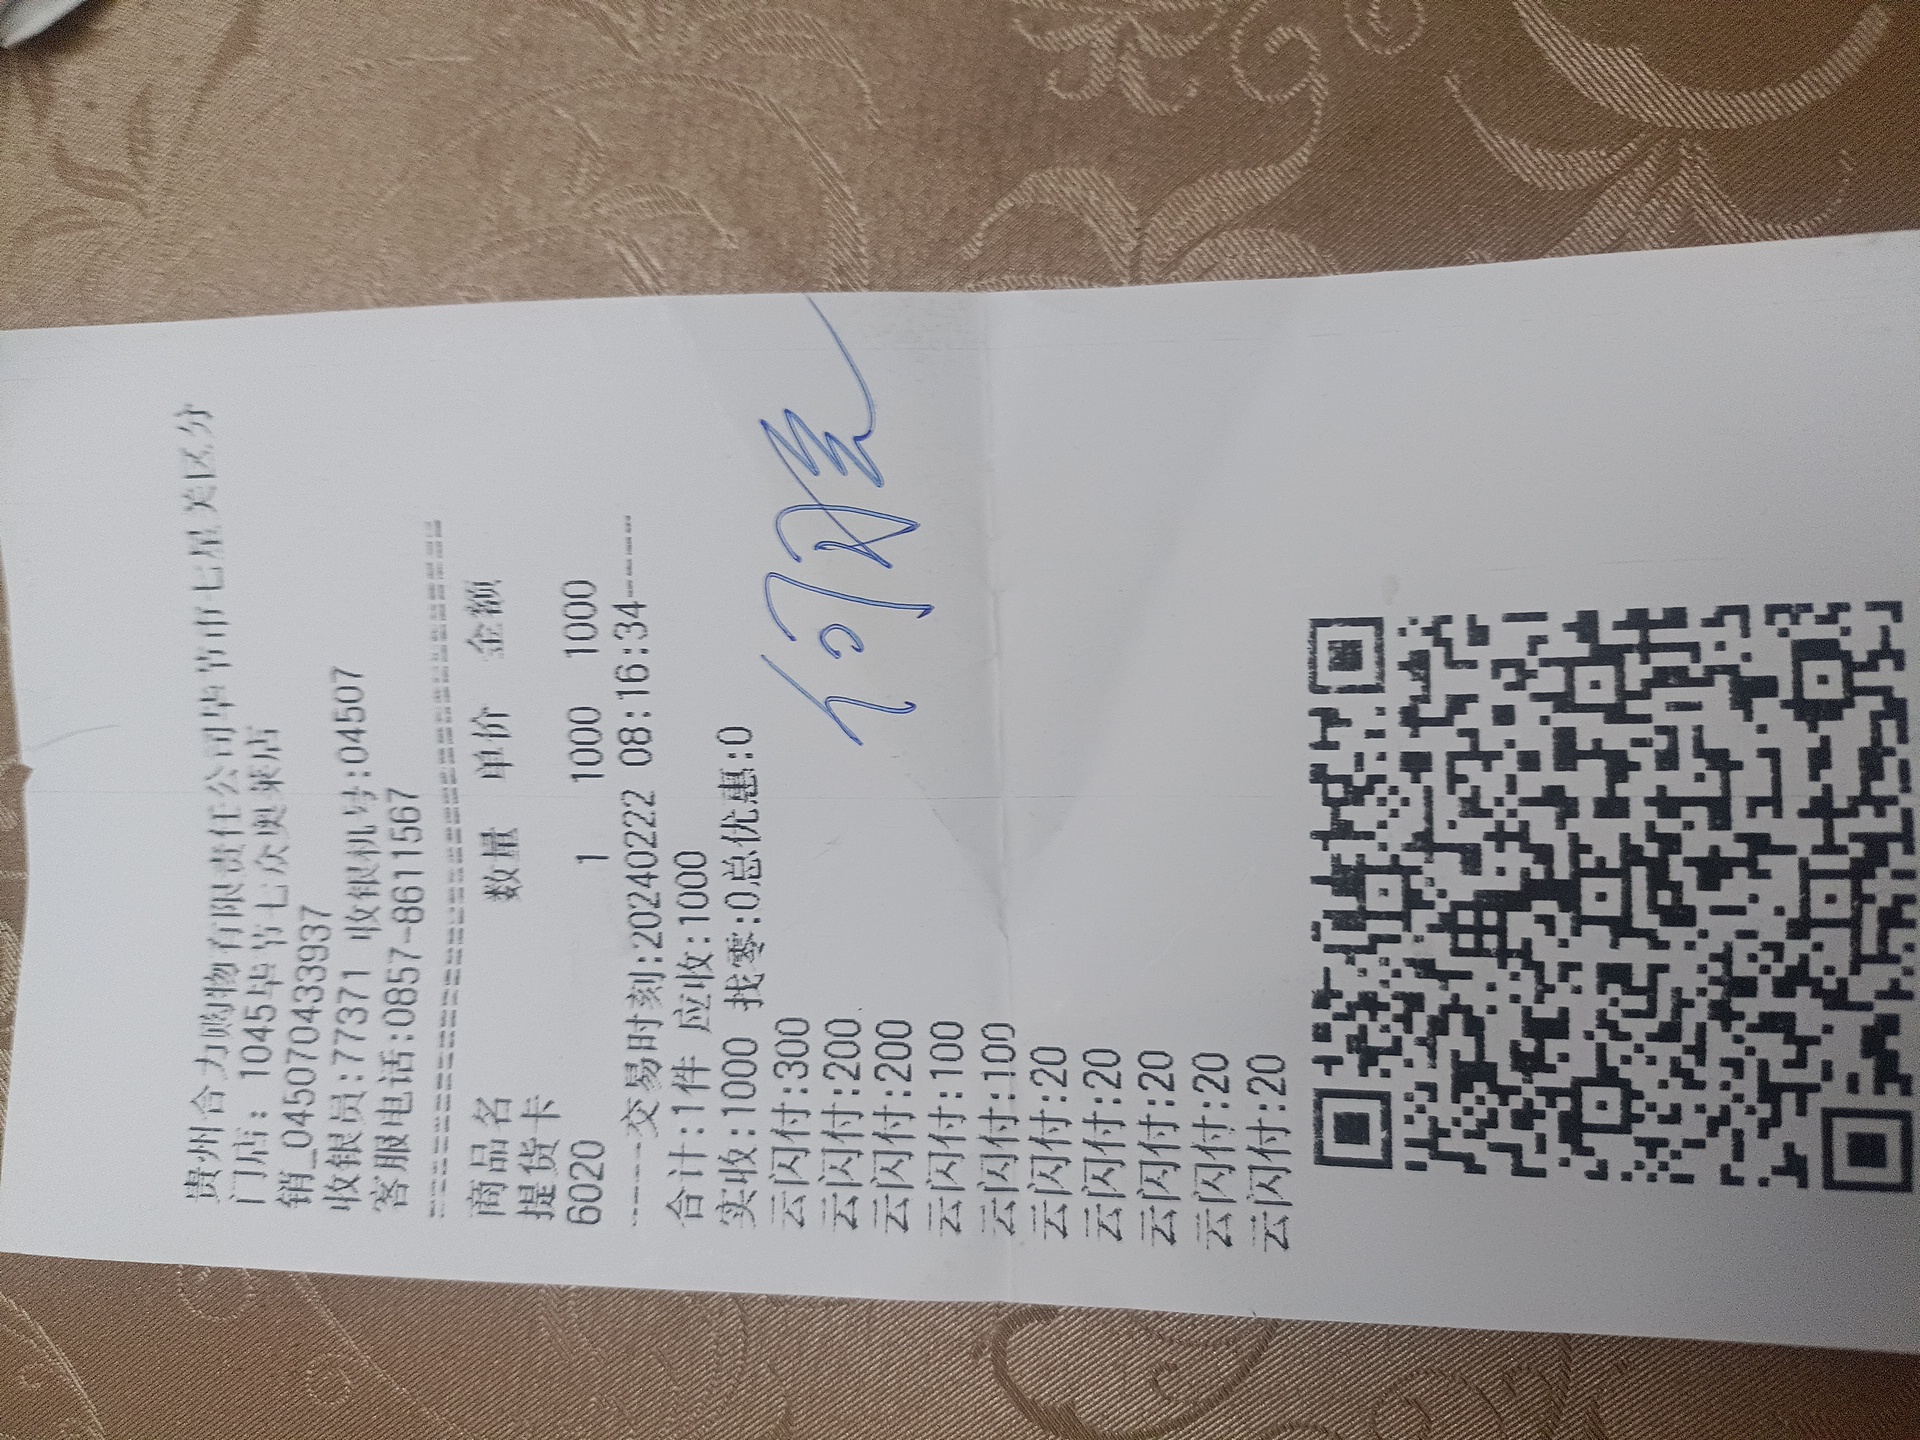 贵州合力购物有限责任公司毕节市七星关区分
门店: 1045毕节七众奥莱店
销_0450704433937
收银员:77371 收银机号:04507
客服电话:0857-8611567
================================
商品名 数量 单价 金额
提货卡
6020 1 1000 1000
-----交易时刻:20240222 08:16:34-----
合计:1件 应收:1000
实收:1000 找零:0总优惠:0
云闪付:300
云闪付:200
云闪付:200
云闪付:100
云闪付:100
云闪付:20
云闪付:20
云闪付:20
云闪付:20
云闪付:20
何